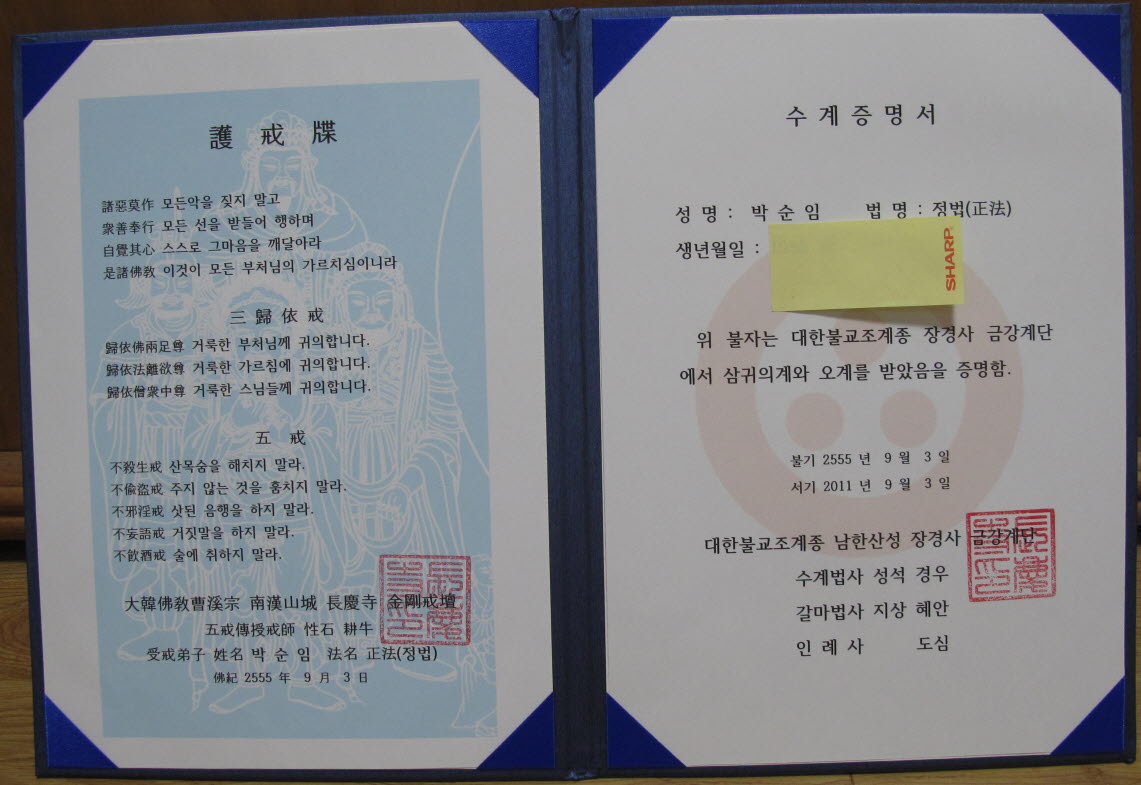 護戒牒
諸惡莫作 모든악을 짖지 말고
衆善奉行 모든 선을 받들어 행하며
自覺其心 스스로 그마음을 깨달아라
是諸佛敎 이것이 모든 부처님의 가르치심이니라
三歸依戒
歸依佛兩足尊 거룩한 부처님께 귀의합니다.
歸依法離欲尊 거룩한 가르침에 귀의합니다.
歸依僧衆中尊 거룩한 스님들께 귀의합니다.
五 戒
不殺生戒 산목숨을 해치지 말라.
不偸盜戒 주지 않는 것을 훔치지 말라.
不邪淫戒 삿된 음행을 하지 말라.
不妄語戒 거짓말을 하지 말라.
不飮酒戒 술에 취하지 말라.
大韓佛敎曹溪宗 南漢山城 長慶寺 金剛戒壇
五戒傳授戒師 性石 耕牛
受戒弟子 姓名 박순임 法名 正法(정법)
佛紀 2555 年 9 月 3 日
수계증명서
성 명 : 박 순 임 법 명 : 정법(正法)
생년월일 :
SHARP
위 불자는 대한불교조계종 장경사 금강계단
에서 삼귀의계와 오계를 받았음을 증명함.
불기 2555 년 9 월 3 일
서기 2011 년 9 월 3 일
대한불교조계종 남한산성 장경사 금강계단
수계법사 성석 경우
갈마법사 지상 혜안
인례사 도심